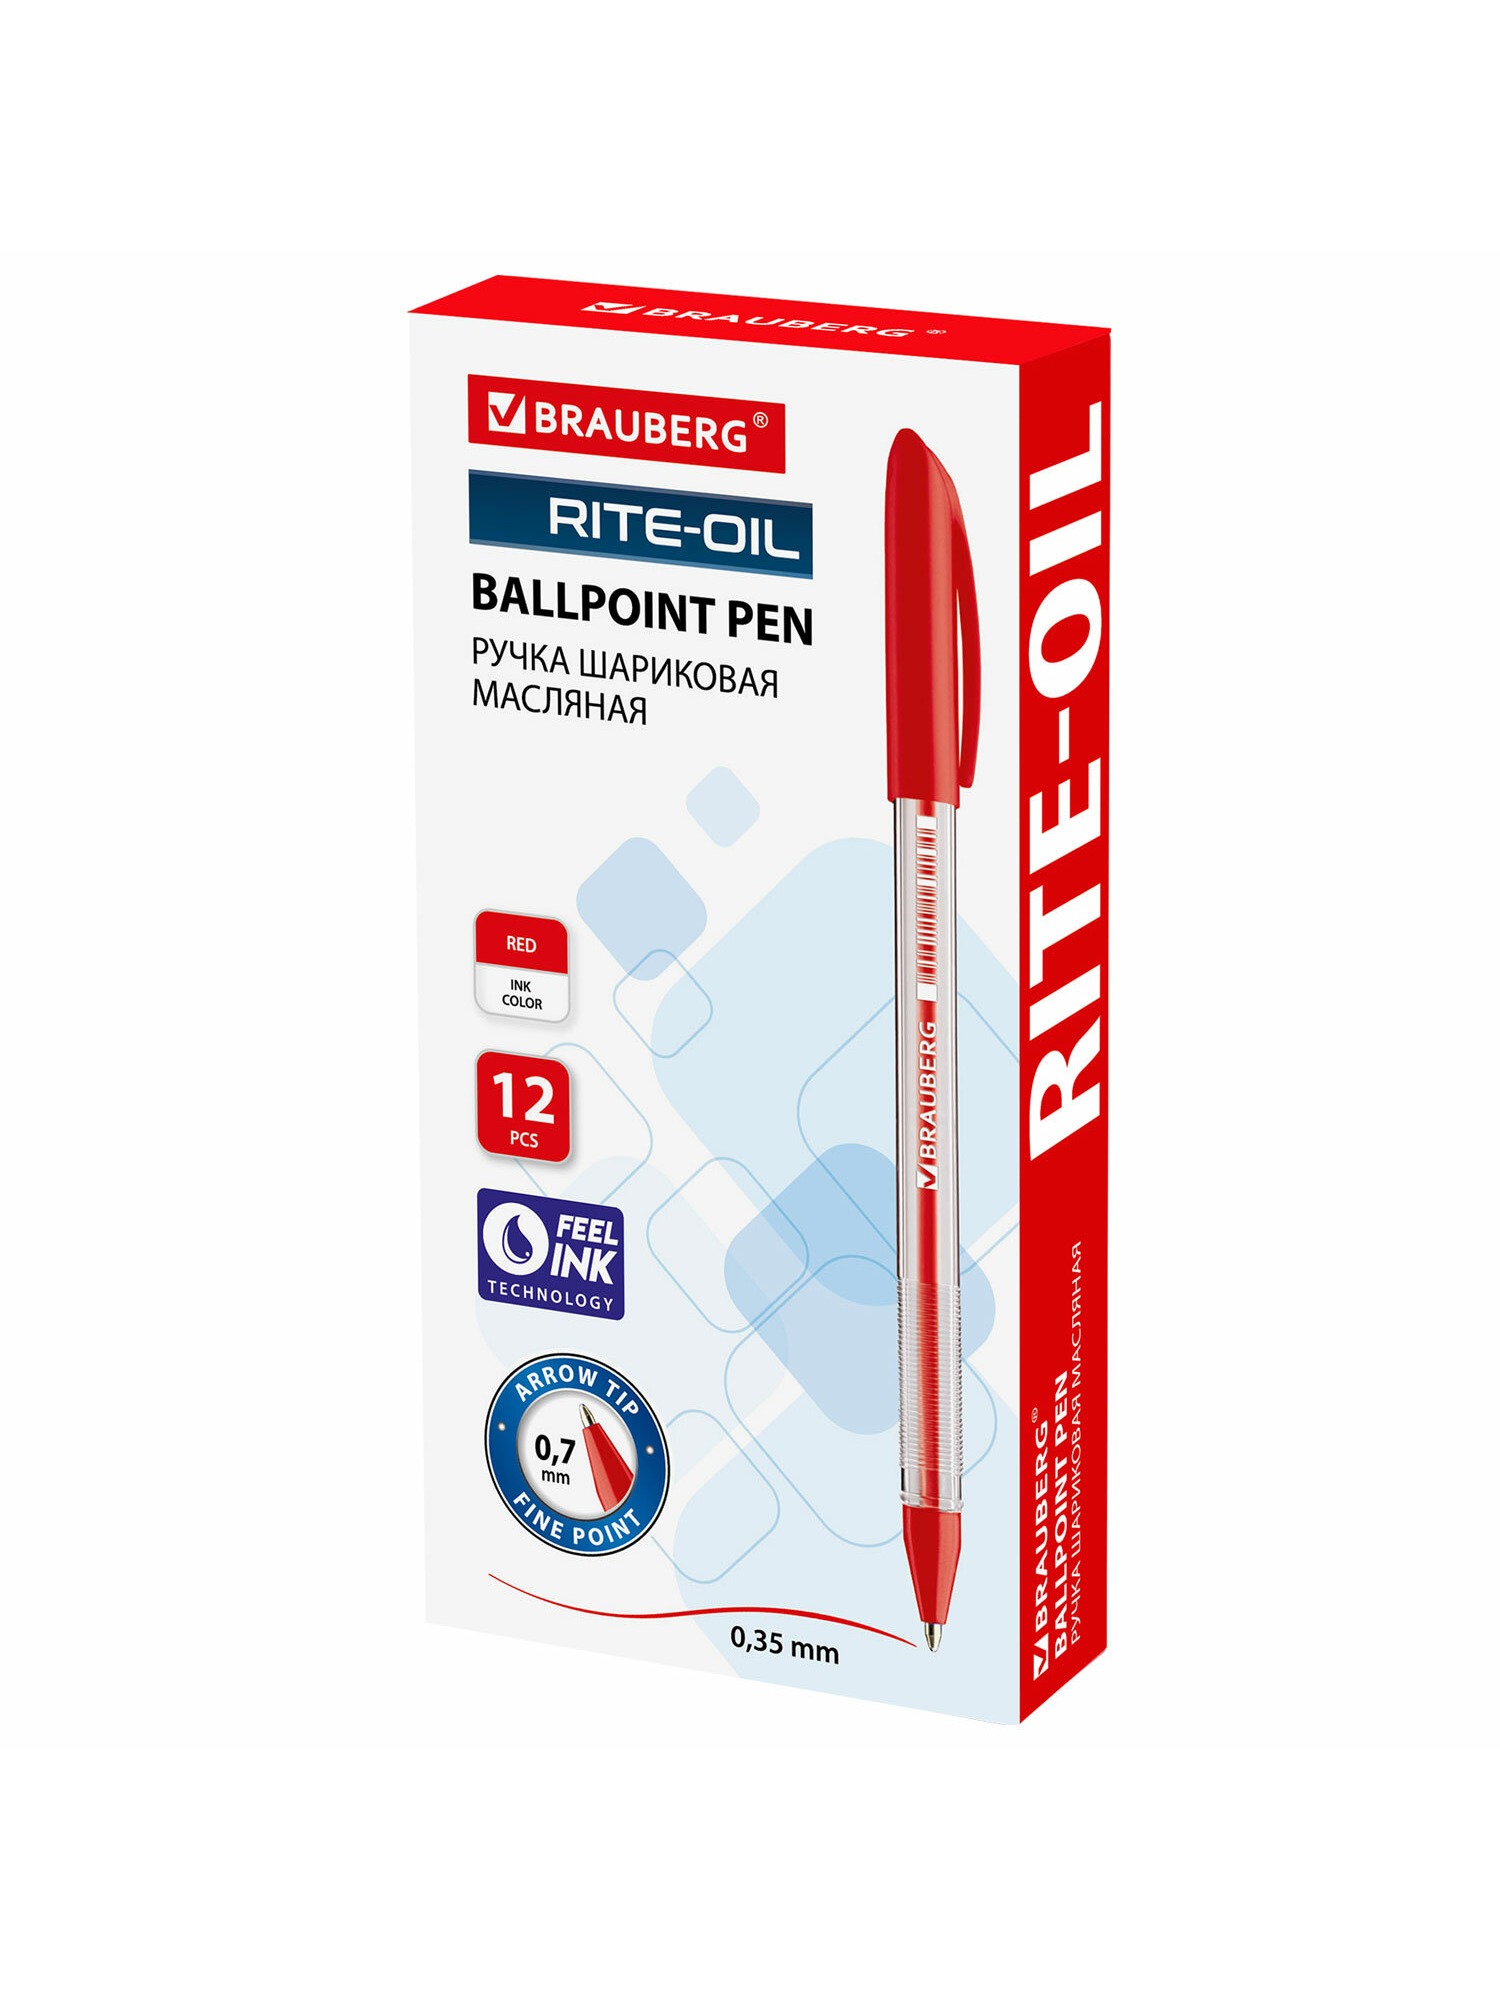 BRAUBERG®
BRAUBERG®
RITE-OIL
BALLPOINT PEN
РУЧКА ШАРИКОВАЯ
МАСЛЯНАЯ
RED
INK
COLOR
12
PCS
FEEL
INK
TECHNOLOGY
ARROW TIP
0,7
mm
FINE POINT
0,35 mm
BRAUBERG
RITE-OIL
BRAUBERG®
BALLPOINT PEN
РУЧКА ШАРИКОВАЯ МАСЛЯНАЯ